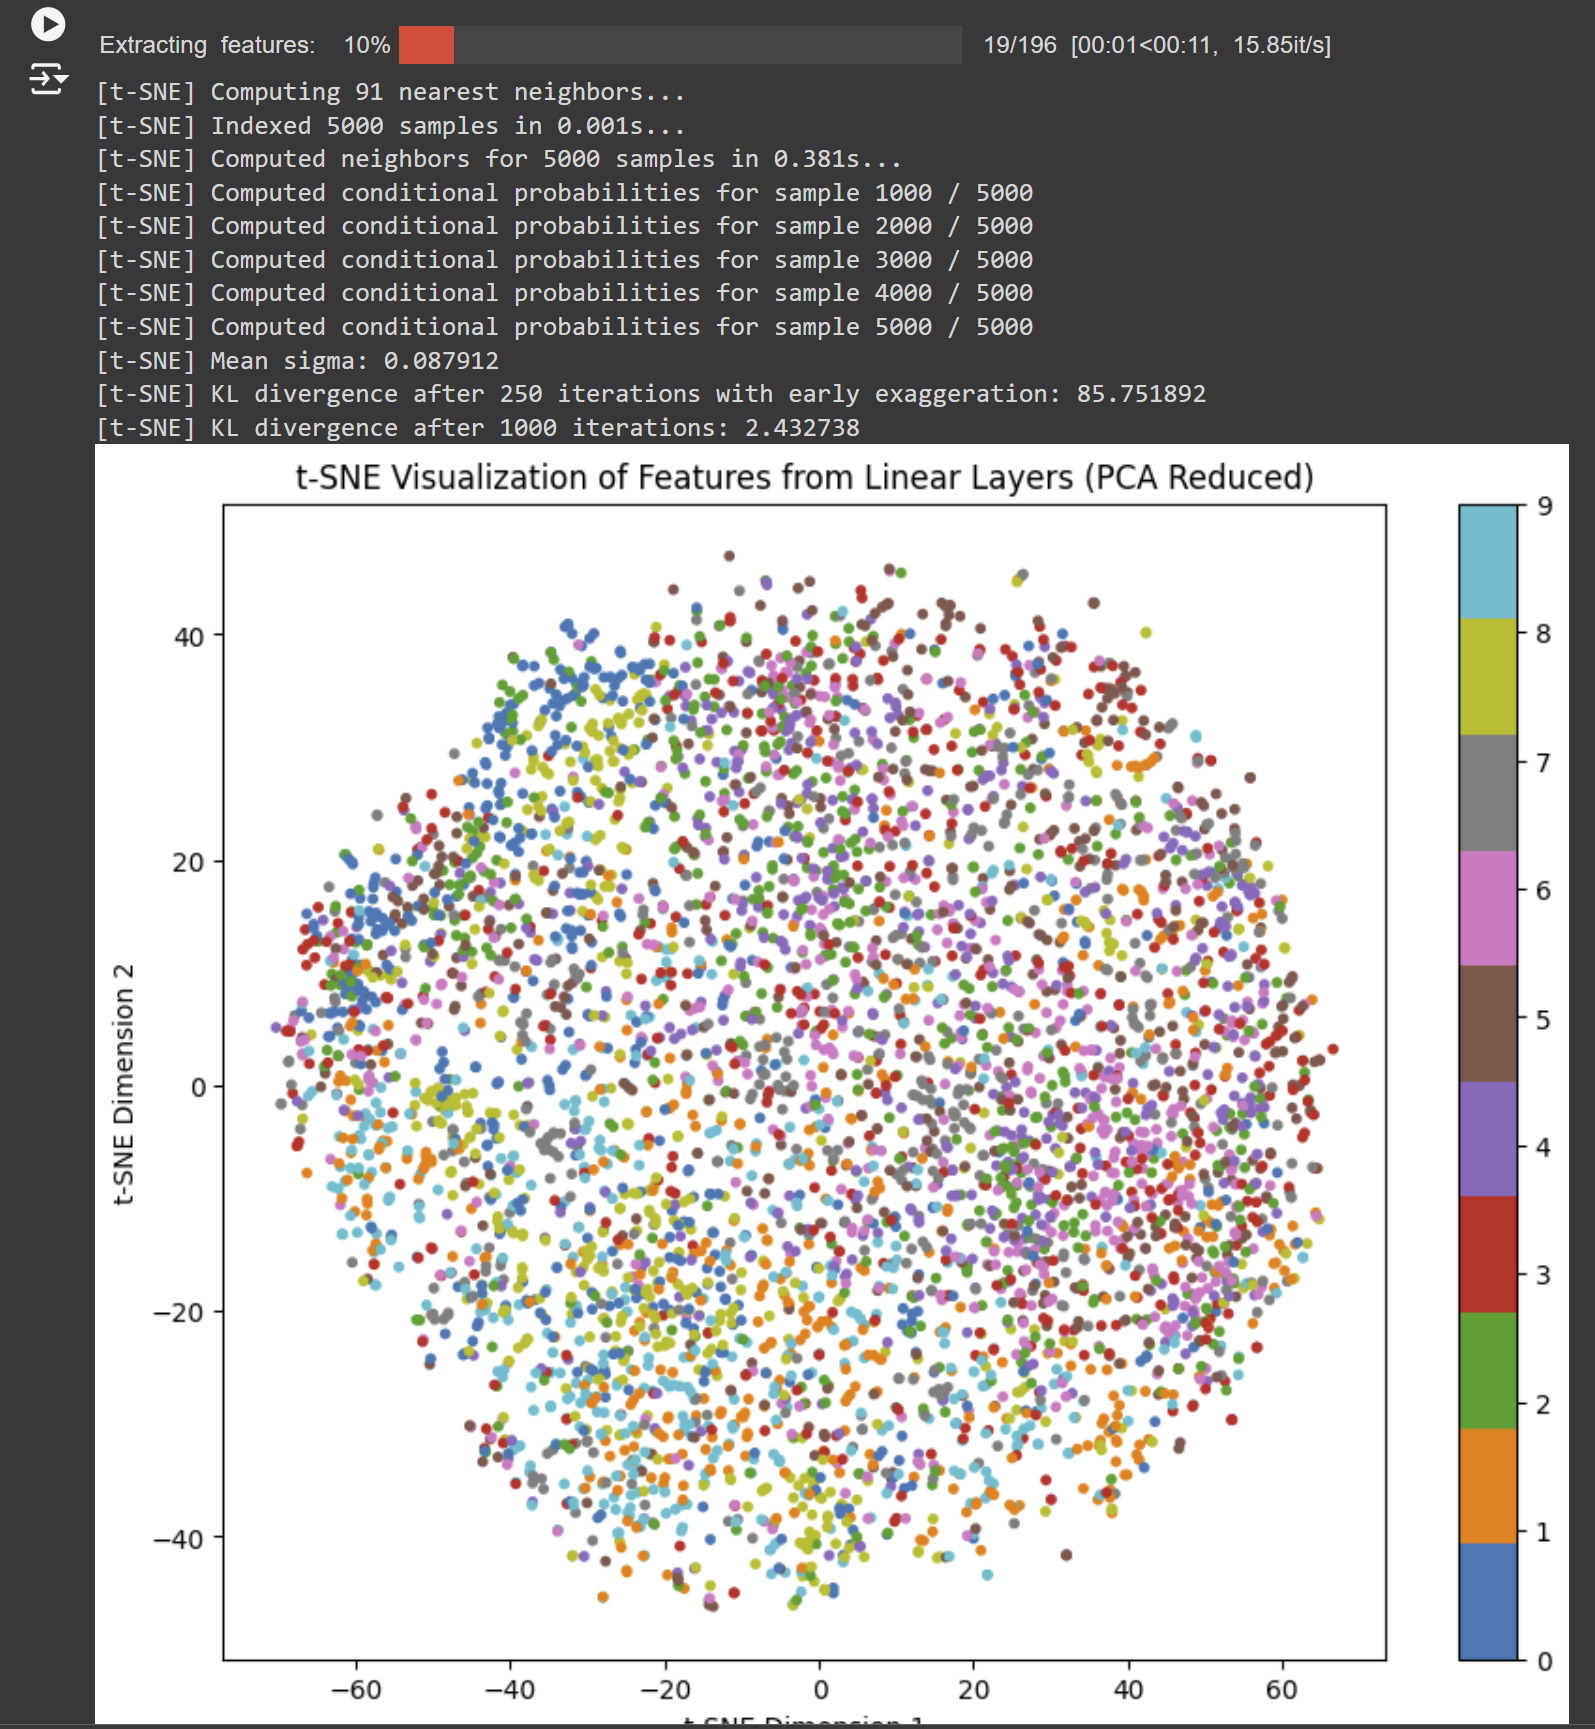 Extracting features: 10% 19/196 [00:01<00:11, 15.85it/s]
[t-SNE] Computing 91 nearest neighbors...
[t-SNE] Indexed 5000 samples in 0.001s...
[t-SNE] Computed neighbors for 5000 samples in 0.381s...
[t-SNE] Computed conditional probabilities for sample 1000 / 5000
[t-SNE] Computed conditional probabilities for sample 2000 / 5000
[t-SNE] Computed conditional probabilities for sample 3000 / 5000
[t-SNE] Computed conditional probabilities for sample 4000 / 5000
[t-SNE] Computed conditional probabilities for sample 5000 / 5000
[t-SNE] Mean sigma: 0.087912
[t-SNE] KL divergence after 250 iterations with early exaggeration: 85.751892
[t-SNE] KL divergence after 1000 iterations: 2.432738
t-SNE Visualization of Features from Linear Layers (PCA Reduced)
t-SNE Dimension 2
40
20
0
−20
−40
−60 −40 −20 0 20 40 60
t-SNE Dimension 1
9
8
7
6
5
4
3
2
1
0